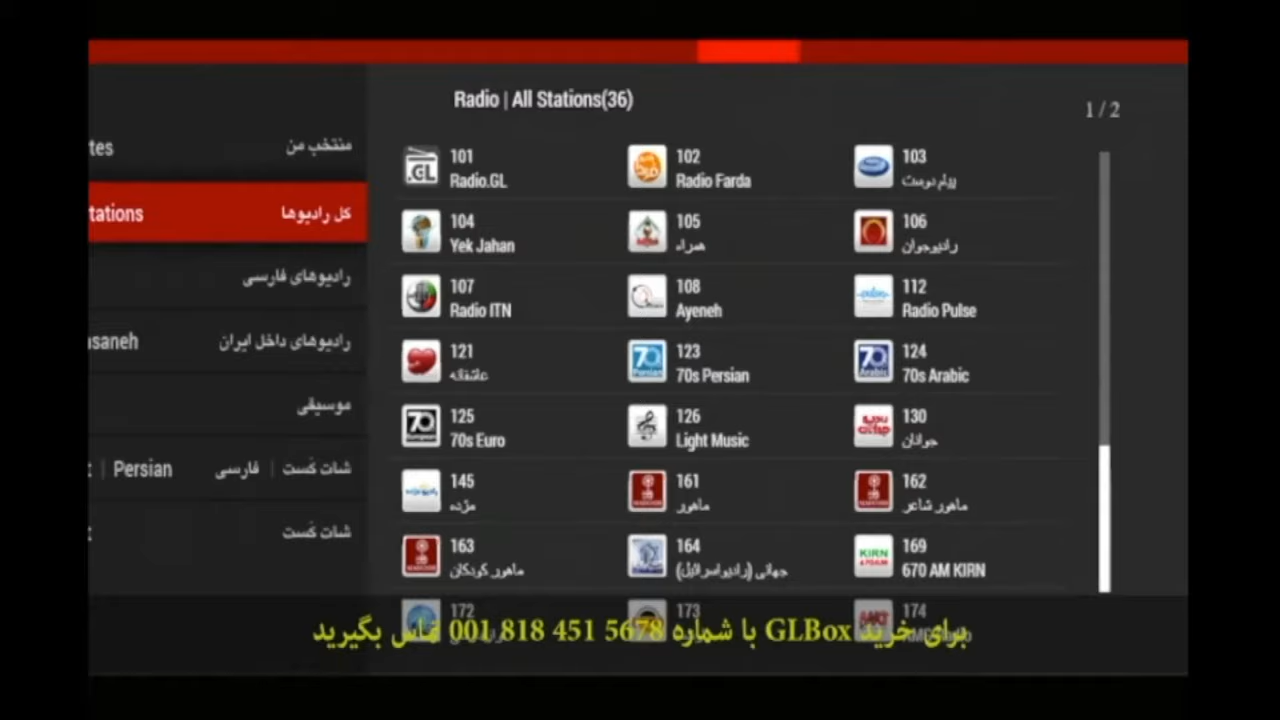 Radio | All Stations(36)
1 / 2
tes منتخب من
tations کل رادیوها
رادیوهای فارسی
asaneh رادیوهای داخل ایران
موسیقی
Persian شات کَست | فارسی
شات کَست
101
Radio.GL
102
Radio Farda
103
پیام دوست
104
Yek Jahan
105
همراه
106
رادیوجوان
107
Radio ITN
108
Ayeneh
112
Radio Pulse
121
عاشقانه
123
70s Persian
124
70s Arabic
125
70s Euro
126
Light Music
130
جوانان
145
مژده
161
ماهور
162
ماهور شاعر
163
ماهور کودکان
164
جهانی (رادیواسرائیل)
169
670 AM KIRN
172
173
174
برای خرید GLBox با شماره 001 818 451 5678 تماس بگیرید